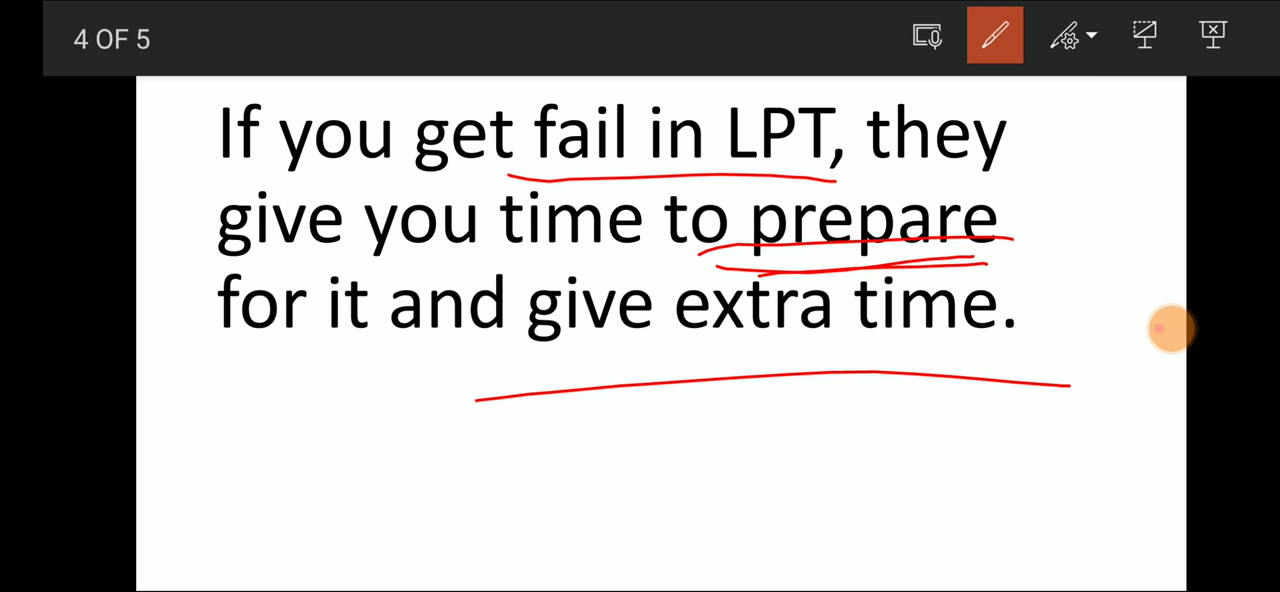 4 OF 5
If you get fail in LPT, they
give you time to prepare
for it and give extra time.